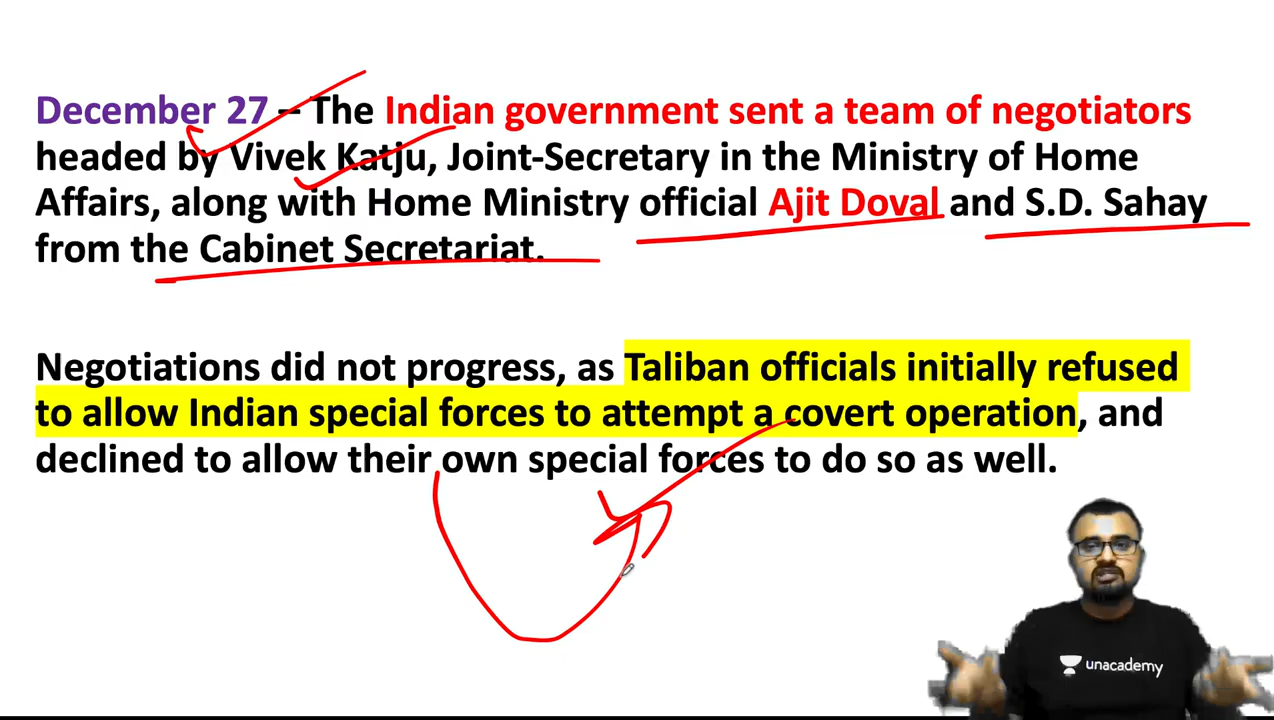 December 27 – The Indian government sent a team of negotiators
headed by Vivek Katju, Joint-Secretary in the Ministry of Home
Affairs, along with Home Ministry official Ajit Doval and S.D. Sahay
from the Cabinet Secretariat.
Negotiations did not progress, as Taliban officials initially refused
to allow Indian special forces to attempt a covert operation, and
declined to allow their own special forces to do so as well.
unacademy